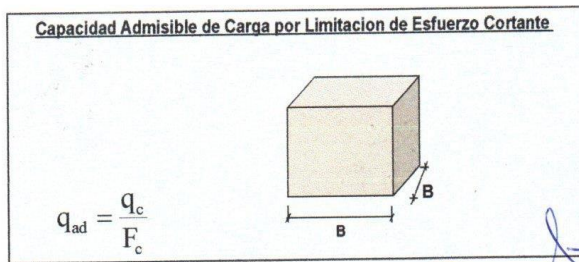 Capacidad Admisible de Carga por Limitacion de Esfuerzo Cortante
B
q_ad = q_c / F_c
B